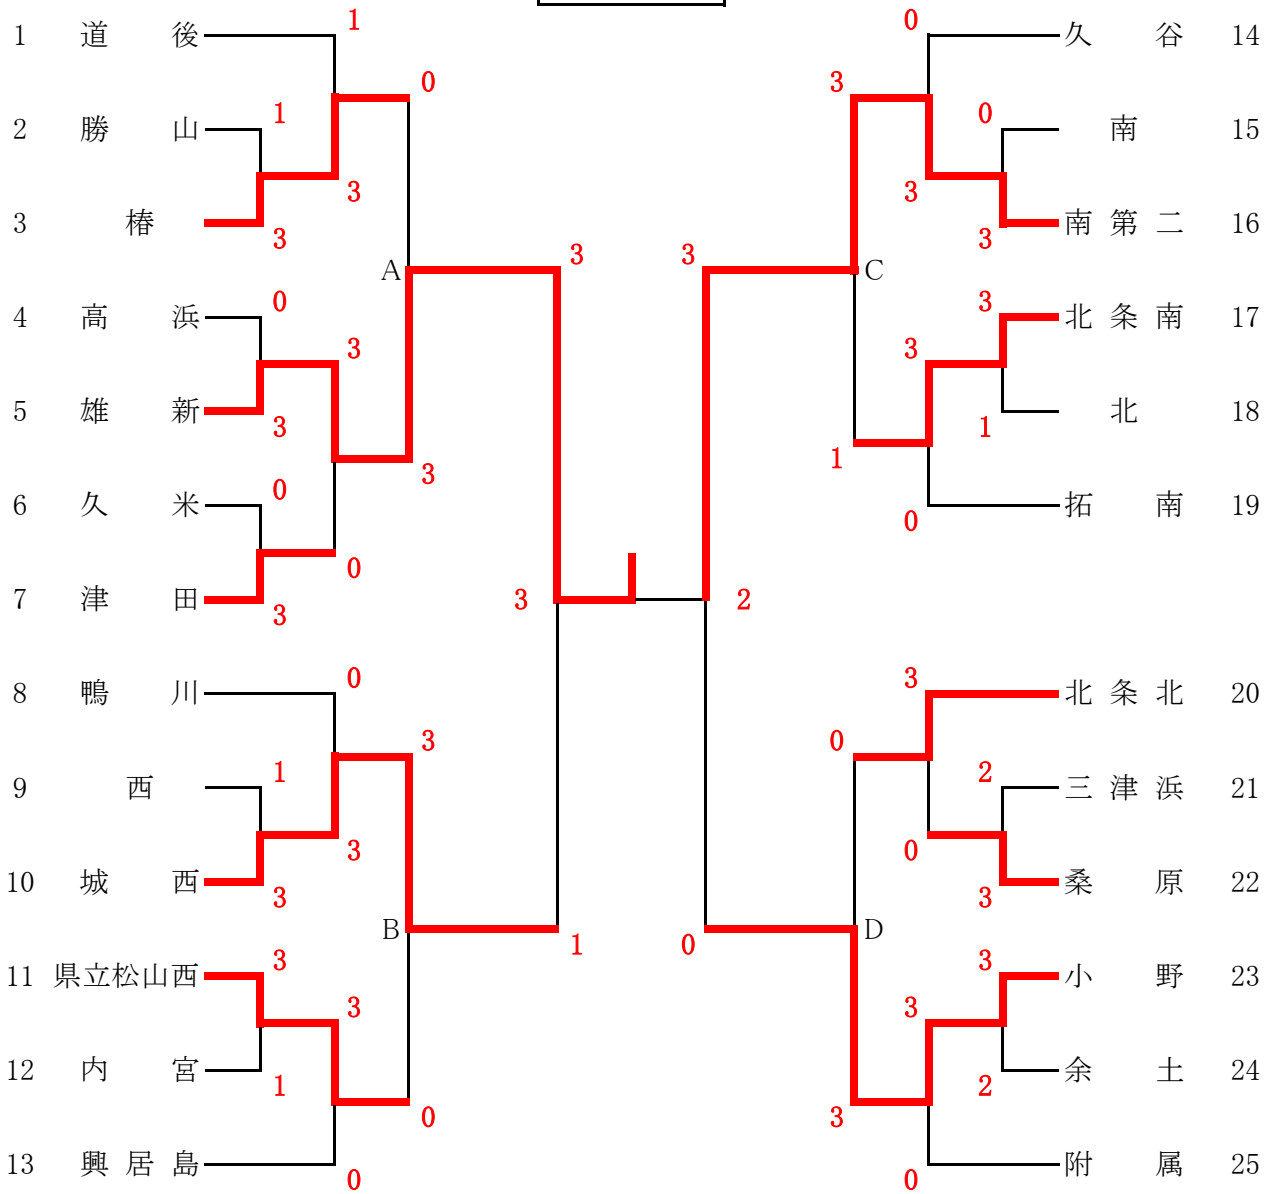 1 道後 1
0
2 勝山 1
3
3 椿 3
A 3
4 高浜 0
3
5 雄新 3
3
6 久米 0
0
7 津田 3
3
8 鴨川 0
3
9 西 1
3
10 城西 3
B 1
11 県立松山西 3
3
12 内宮 1
0
13 興居島 0
0 久谷 14
3
0 南 15
3
3 南第二 16
3 C
3 北条南 17
3
1 北 18
1
0 拓南 19
2
3 北条北 20
0
2 三津浜 21
0
3 桑原 22
0 D
3 小野 23
3
2 余土 24
3
0 附属 25